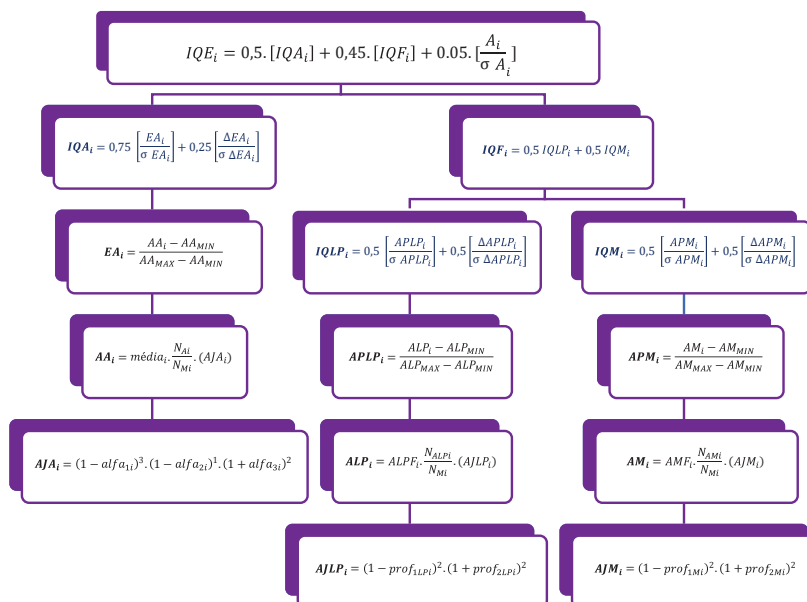 IQE_i = 0,5. [IQA_i] + 0,45. [IQF_i] + 0.05. [A_i / σ A_i]
IQA_i = 0,75 [EA_i / σ EA_i] + 0,25 [ΔEA_i / σ ΔEA_i]
IQF_i = 0,5 IQLP_i + 0,5 IQM_i
EA_i = (AA_i − AA_MIN) / (AA_MAX − AA_MIN)
IQLP_i = 0,5 [APLP_i / σ APLP_i] + 0,5 [ΔAPLP_i / σ ΔAPLP_i]
IQM_i = 0,5 [APM_i / σ APM_i] + 0,5 [ΔAPM_i / σ ΔAPM_i]
AA_i = média_i. N_Ai / N_Mi. (AJA_i)
APLP_i = (ALP_i − ALP_MIN) / (ALP_MAX − ALP_MIN)
APM_i = (AM_i − AM_MIN) / (AM_MAX − AM_MIN)
AJA_i = (1 − alfa_1i)^3. (1 − alfa_2i)^1. (1 + alfa_3i)^2
ALP_i = ALPF_i. N_ALPi / N_Mi. (AJLP_i)
AM_i = AMF_i. N_AMi / N_Mi. (AJM_i)
AJLP_i = (1 − prof_1LPi)^2. (1 + prof_2LPi)^2
AJM_i = (1 − prof_1Mi)^2. (1 + prof_2Mi)^2